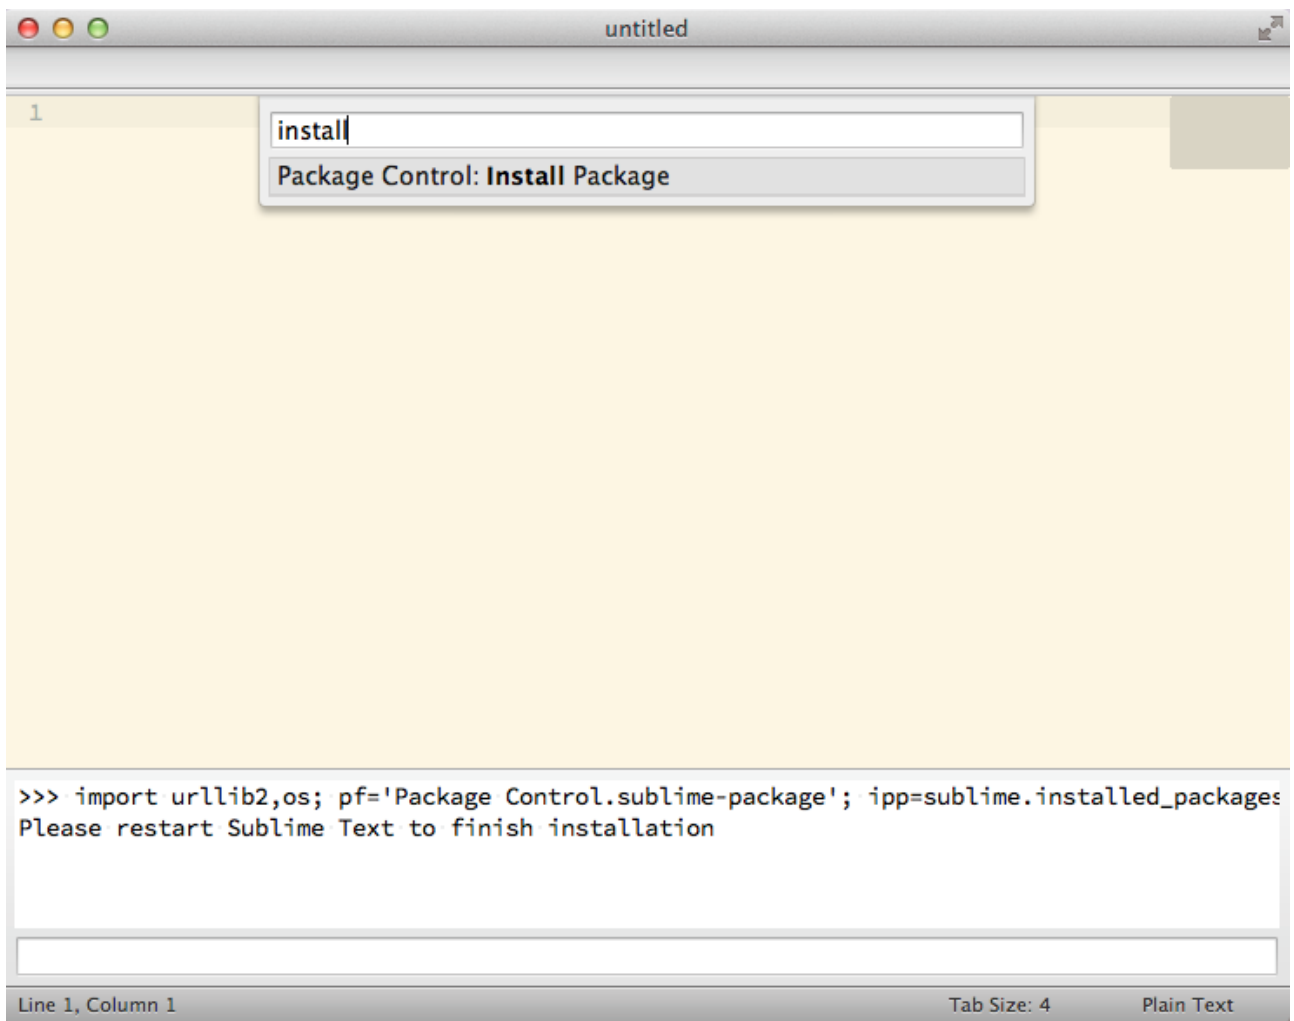 untitled
1
install
Package Control: Install Package
>>> import urllib2,os; pf='Package Control.sublime-package'; ipp=sublime.installed_packages
Please restart Sublime Text to finish installation
Line 1, Column 1
Tab Size: 4
Plain Text